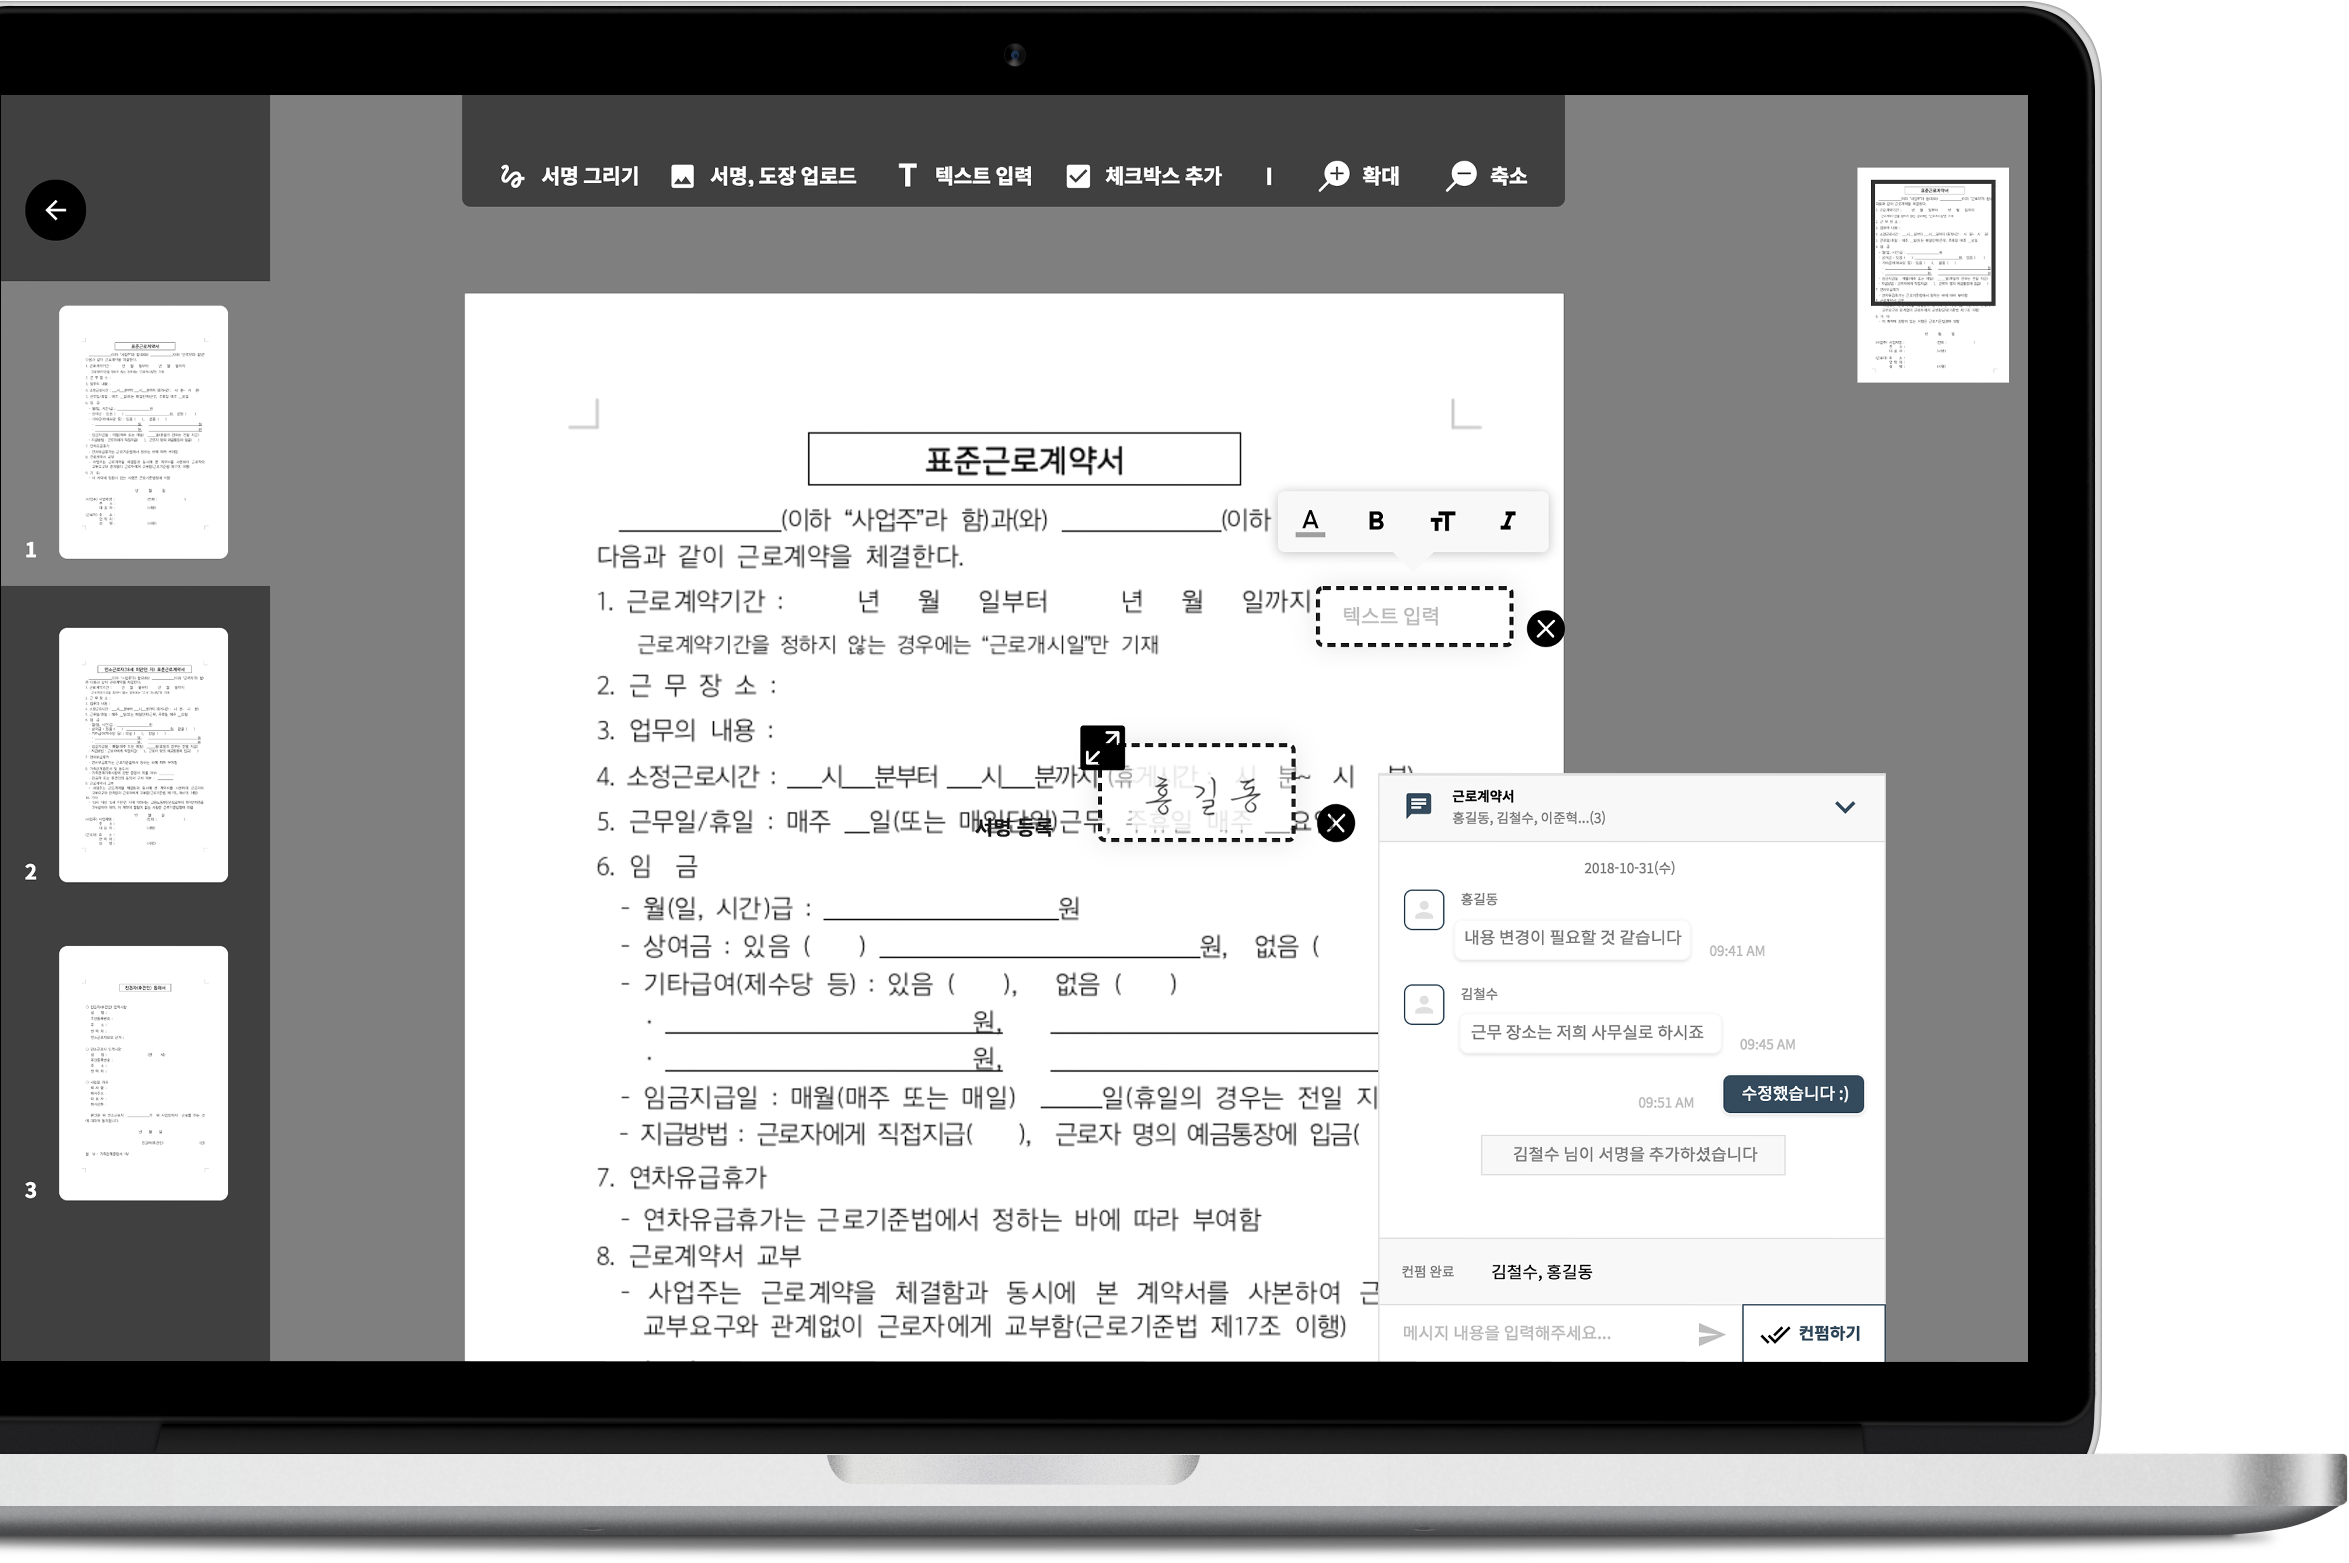 서명 그리기 서명, 도장 업로드 T 텍스트 입력 체크박스 추가 확대 축소
1
2
3
표준근로계약서
(이하 “사업주”라 함)과(와) (이하
다음과 같이 근로계약을 체결한다.
1. 근로계약기간 : 년 월 일부터 년 월 일까지
근로계약기간을 정하지 않는 경우에는 “근로개시일”만 기재
A B TT I
텍스트 입력
2. 근 무 장 소 :
3. 업무의 내용 :
4. 소정근로시간 : ___시___분부터 ___시___분까지 (휴게시간 : 시 분~ 시 분)
홍 길 동
5. 근무일/휴일 : 매주 __일(또는 매일단위)근무, 주휴일 매주 __요
서명 등록
6. 임 금
- 월(일, 시간)급 : ________________원
- 상여금 : 있음 ( ) ______________________원, 없음 (
- 기타급여(제수당 등) : 있음 ( ), 없음 ( )
· ______________________원, ______________________
· ______________________원, ______________________
- 임금지급일 : 매월(매주 또는 매일) ____일(휴일의 경우는 전일 지
- 지급방법 : 근로자에게 직접지급( ), 근로자 명의 예금통장에 입금(
7. 연차유급휴가
- 연차유급휴가는 근로기준법에서 정하는 바에 따라 부여함
8. 근로계약서 교부
- 사업주는 근로계약을 체결함과 동시에 본 계약서를 사본하여 근
교부요구와 관계없이 근로자에게 교부함(근로기준법 제17조 이행)
근로계약서
홍길동, 김철수, 이준혁...(3)
2018-10-31(수)
홍길동
내용 변경이 필요할 것 같습니다
09:41 AM
김철수
근무 장소는 저희 사무실로 하시죠
09:45 AM
수정했습니다 :)
09:51 AM
김철수 님이 서명을 추가하셨습니다
컨펌 완료 김철수, 홍길동
메시지 내용을 입력해주세요...
컨펌하기